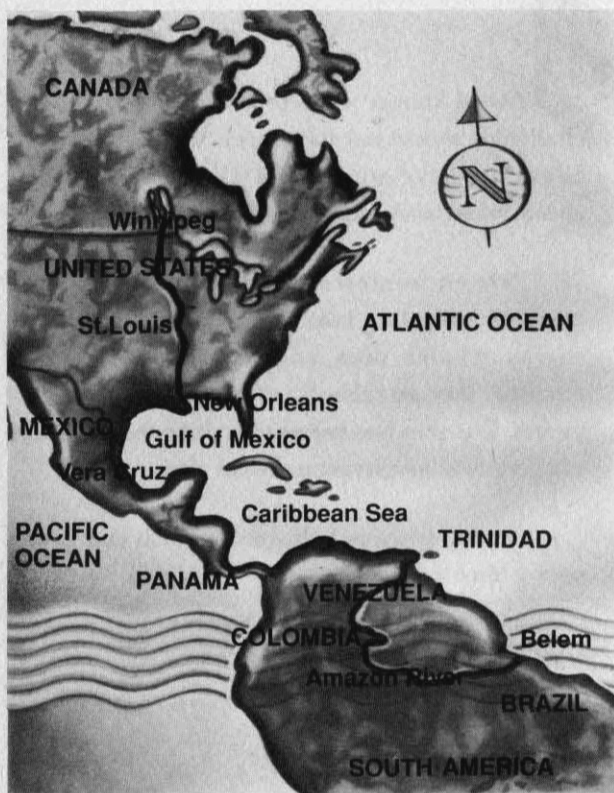 CANADA
N
Winnipeg
UNITED STATES
St.Louis
ATLANTIC OCEAN
New Orleans
MEXICO
Gulf of Mexico
Vera Cruz
Caribbean Sea
PACIFIC
OCEAN
TRINIDAD
PANAMA
VENEZUELA
COLOMBIA
Belem
Amazon River
BRAZIL
SOUTH AMERICA